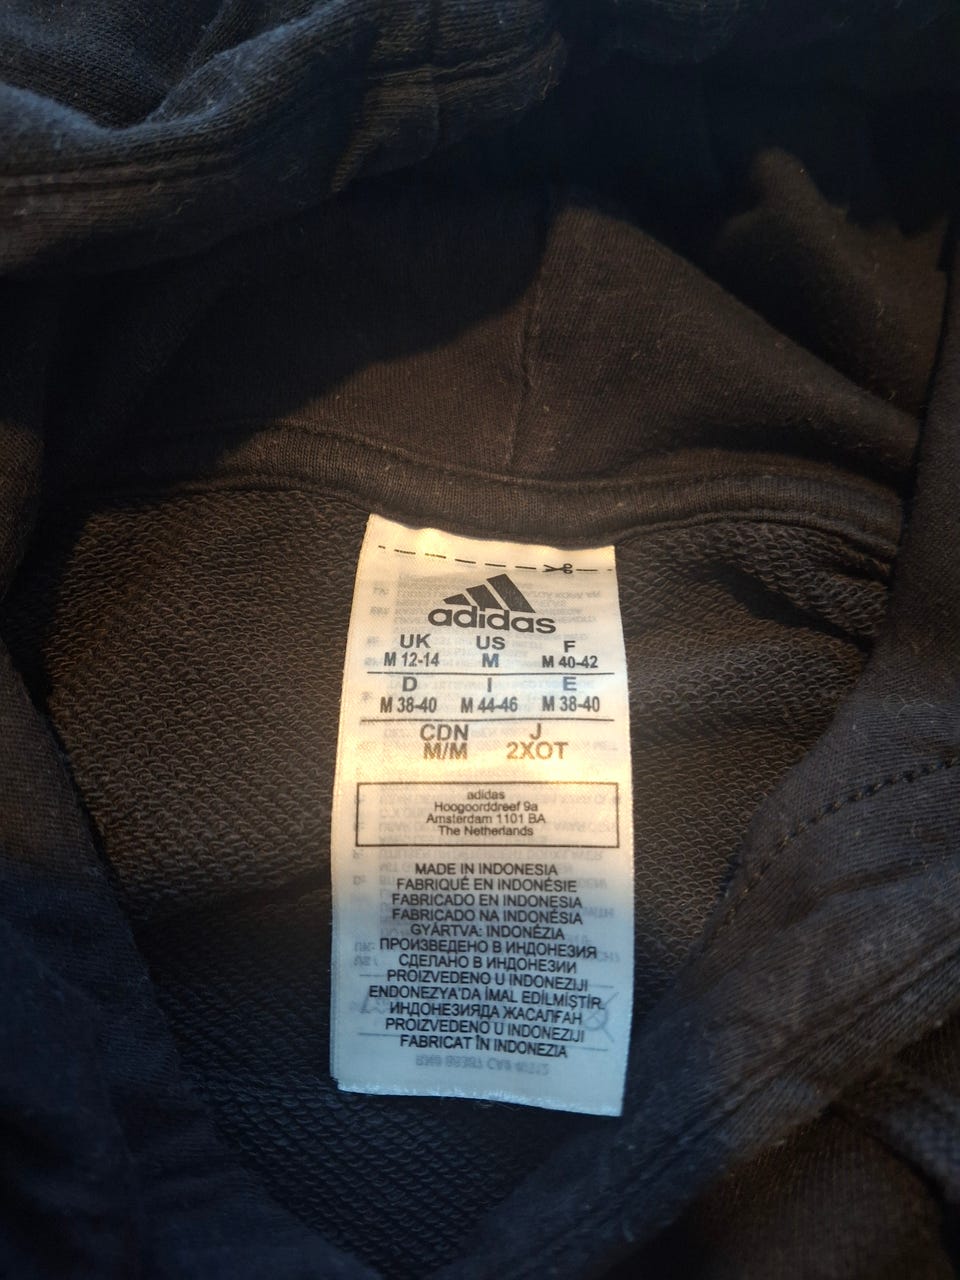 adidas
UK US F
M 12-14 M M 40-42
D I E
M 38-40 M 44-46 M 38-40
CDN J
M/M 2XOT
adidas
Hoogoorddreef 9a
Amsterdam 1101 BA
The Netherlands
MADE IN INDONESIA
FABRIQUÉ EN INDONÉSIE
FABRICADO EN INDONESIA
FABRICADO NA INDONÉSIA
GYÁRTVA: INDONÉZIA
ПРОИЗВЕДЕНО В ИНДОНЕЗИЯ
СДЕЛАНО В ИНДОНЕЗИИ
PROIZVEDENO U INDONEZIJI
ENDONEZYA'DA İMAL EDİLMİSTİR
ИНДОНЕЗИЯДА ЖАСАЛҒАН
PROIZVEDENO U INDONEZIJI
FABRICAT ÎN INDONEZIA